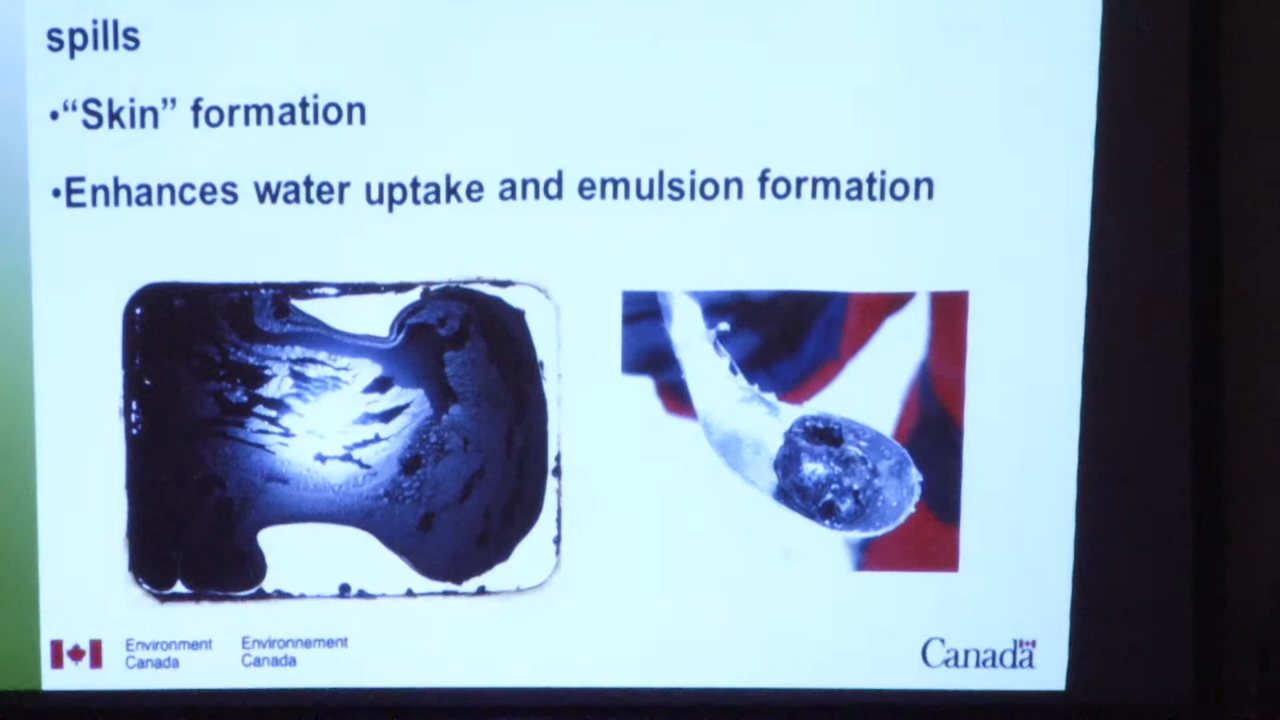 spills
•“Skin” formation
•Enhances water uptake and emulsion formation
Environment
Canada
Environnement
Canada
Canada